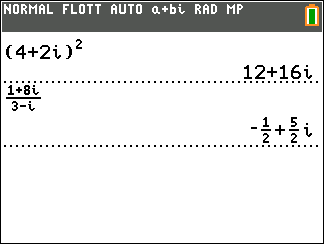 NORMAL FLOTT AUTO a+bi RAD MP
(4+2i)²
12+16i
(1+8i)/(3-i)
-1/2+5/2i